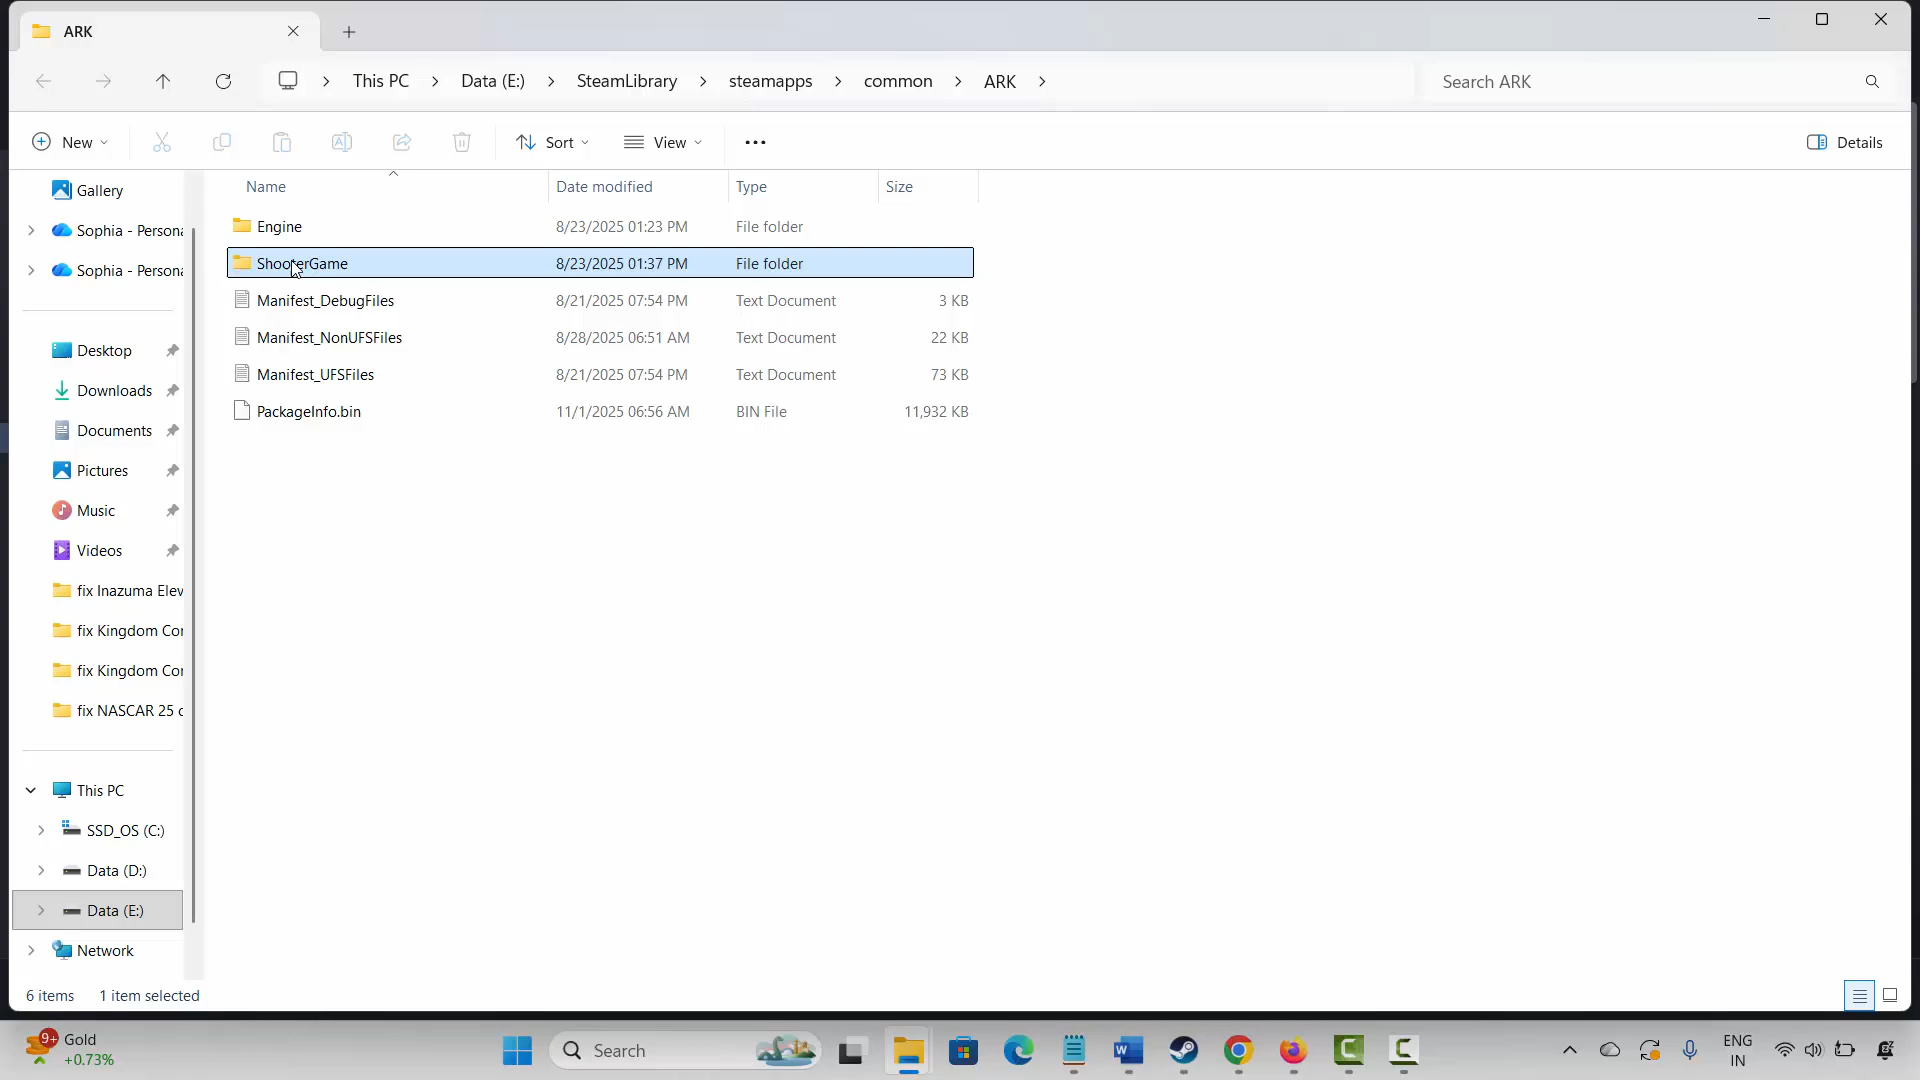 ARK
This PC
Data (E:)
SteamLibrary
steamapps
common
ARK
Search ARK
New
Sort
View
Details
Gallery
Sophia - Persona
Sophia - Persona
Desktop
Downloads
Documents
Pictures
Music
Videos
fix Inazuma Elev
fix Kingdom Cor
fix Kingdom Cor
fix NASCAR 25 c
This PC
SSD_OS (C:)
Data (D:)
Data (E:)
Network
Name Date modified Type Size
Engine 8/23/2025 01:23 PM File folder
ShooterGame 8/23/2025 01:37 PM File folder
Manifest_DebugFiles 8/21/2025 07:54 PM Text Document 3 KB
Manifest_NonUFSFiles 8/28/2025 06:51 AM Text Document 22 KB
Manifest_UFSFiles 8/21/2025 07:54 PM Text Document 73 KB
PackageInfo.bin 11/1/2025 06:56 AM BIN File 11,932 KB
6 items 1 item selected
9+
Gold
+0.73%
Search
ENG
IN